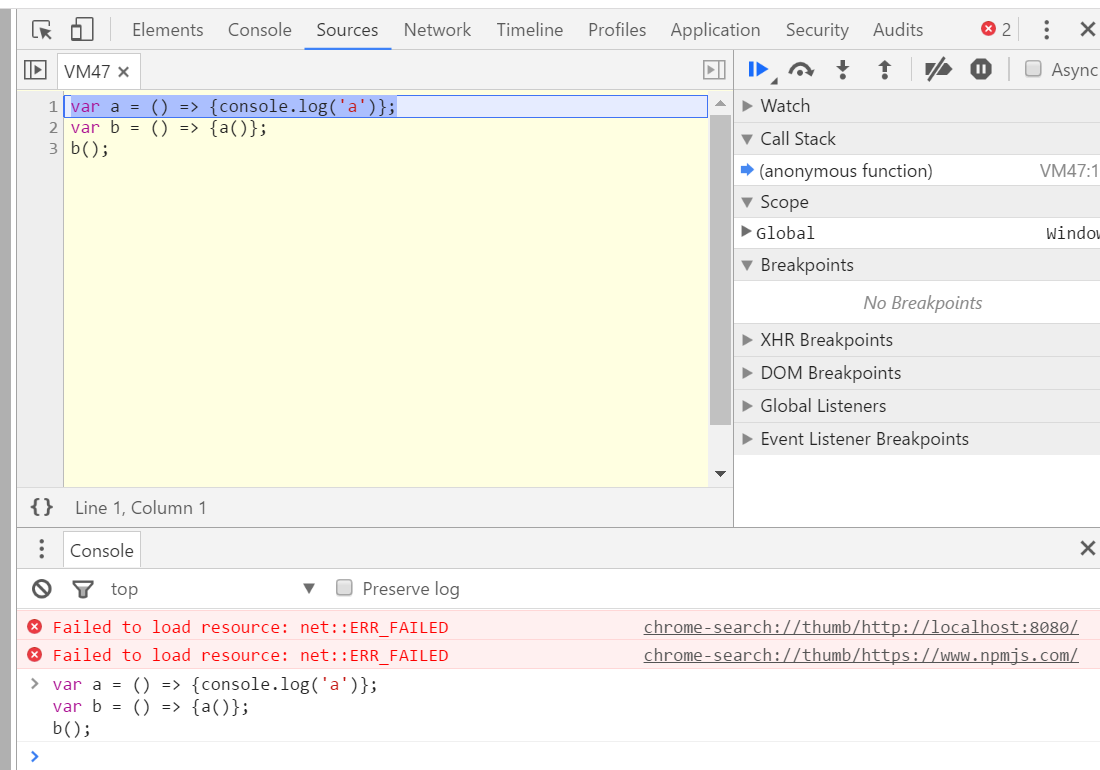 Elements Console Sources Network Timeline Profiles Application Security Audits 2
VM47
Async
1 var a = () => {console.log('a')};
2 var b = () => {a()};
3 b();
Watch
Call Stack
(anonymous function) VM47:1
Scope
Global Window
Breakpoints
No Breakpoints
XHR Breakpoints
DOM Breakpoints
Global Listeners
Event Listener Breakpoints
{} Line 1, Column 1
Console
top Preserve log
Failed to load resource: net::ERR_FAILED chrome-search://thumb/http://localhost:8080/
Failed to load resource: net::ERR_FAILED chrome-search://thumb/https://www.npmjs.com/
> var a = () => {console.log('a')};
var b = () => {a()};
b();
>